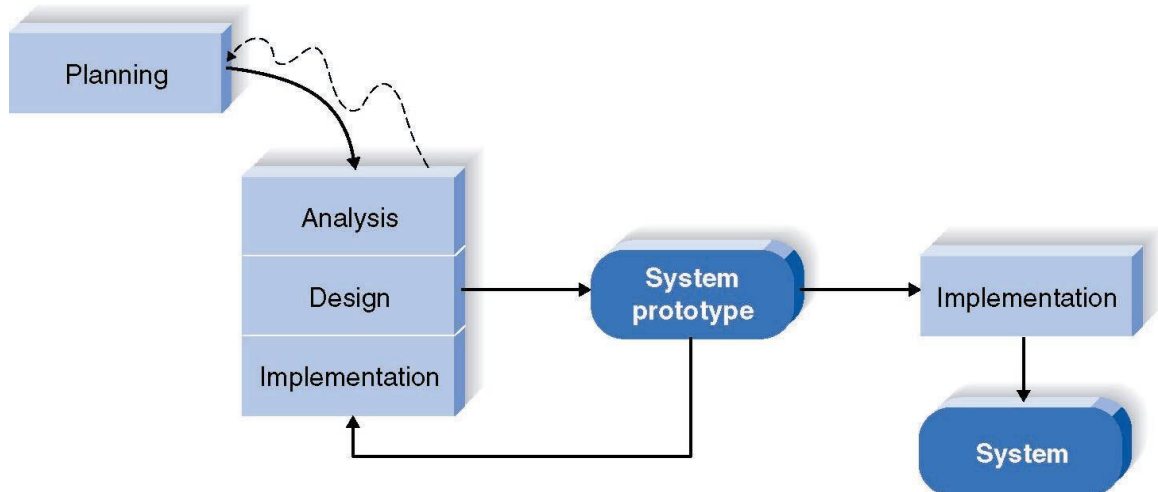 Planning
Analysis
Design
Implementation
System
prototype
Implementation
System